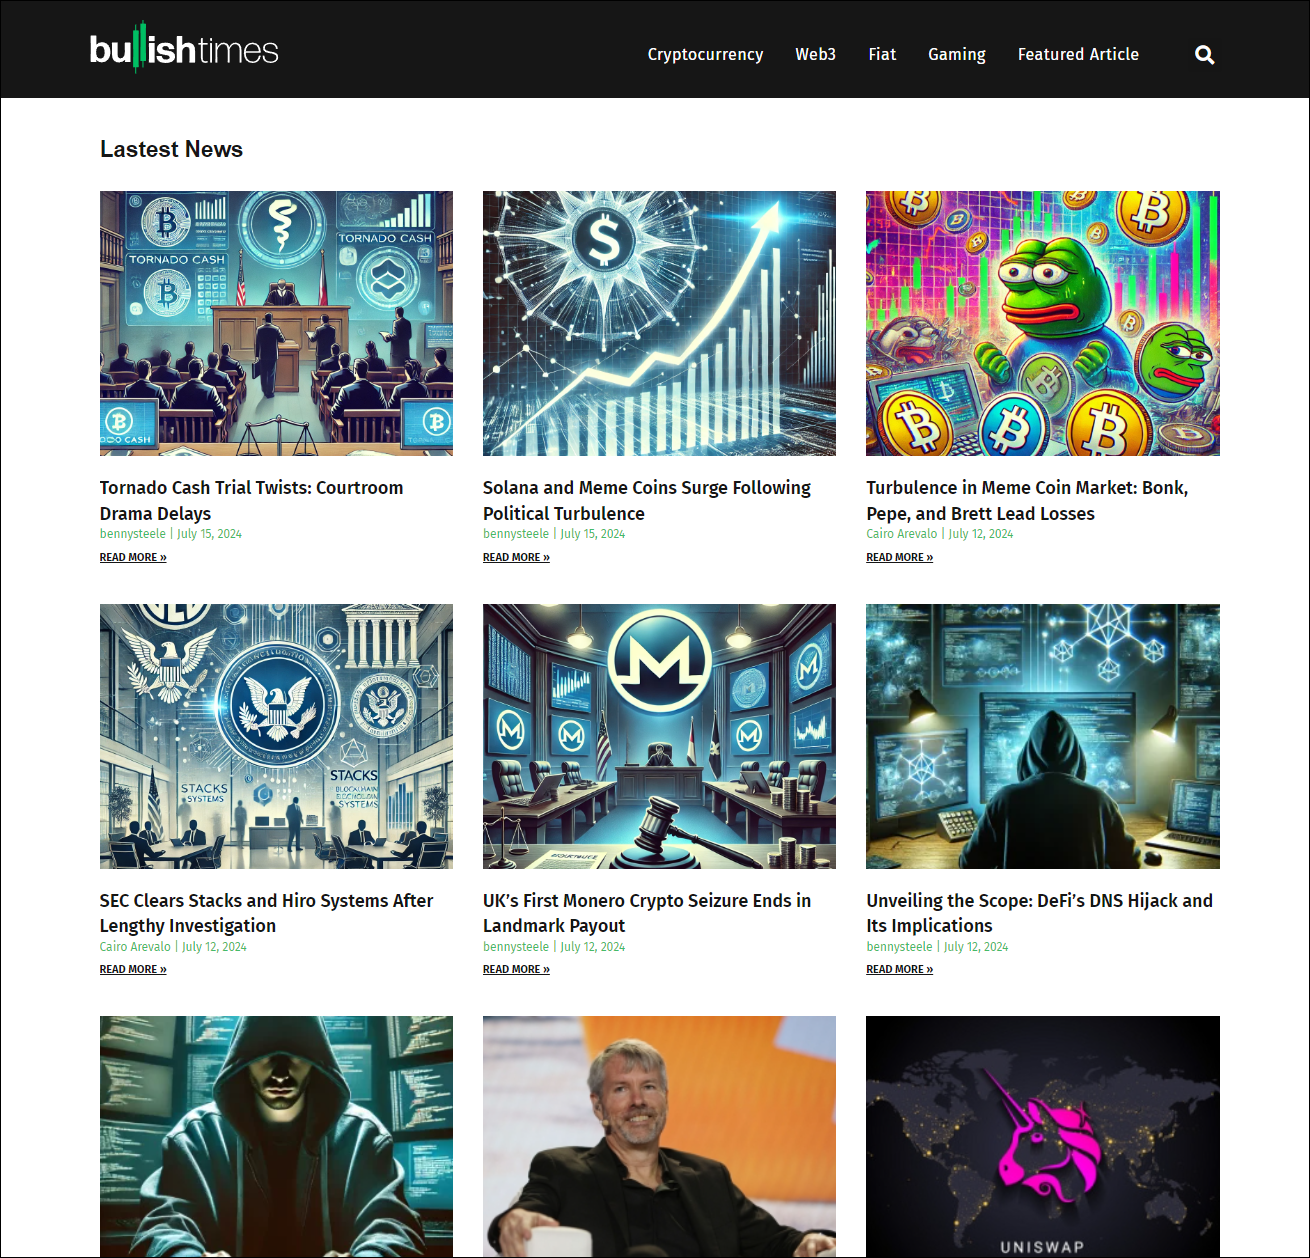 bullishtimes
Cryptocurrency Web3 Fiat Gaming Featured Article
Lastest News
TORNADO CASH
TORNADO CASH
Tornado Cash Trial Twists: Courtroom
Drama Delays
bennysteele | July 15, 2024
READ MORE »
Solana and Meme Coins Surge Following
Political Turbulence
bennysteele | July 15, 2024
READ MORE »
Turbulence in Meme Coin Market: Bonk,
Pepe, and Brett Lead Losses
Cairo Arevalo | July 12, 2024
READ MORE »
STACKS
SYSTEMS
STACKS
SYSTEMS
SEC Clears Stacks and Hiro Systems After
Lengthy Investigation
Cairo Arevalo | July 12, 2024
READ MORE »
UK’s First Monero Crypto Seizure Ends in
Landmark Payout
bennysteele | July 12, 2024
READ MORE »
Unveiling the Scope: DeFi’s DNS Hijack and
Its Implications
bennysteele | July 12, 2024
READ MORE »
UNISWAP